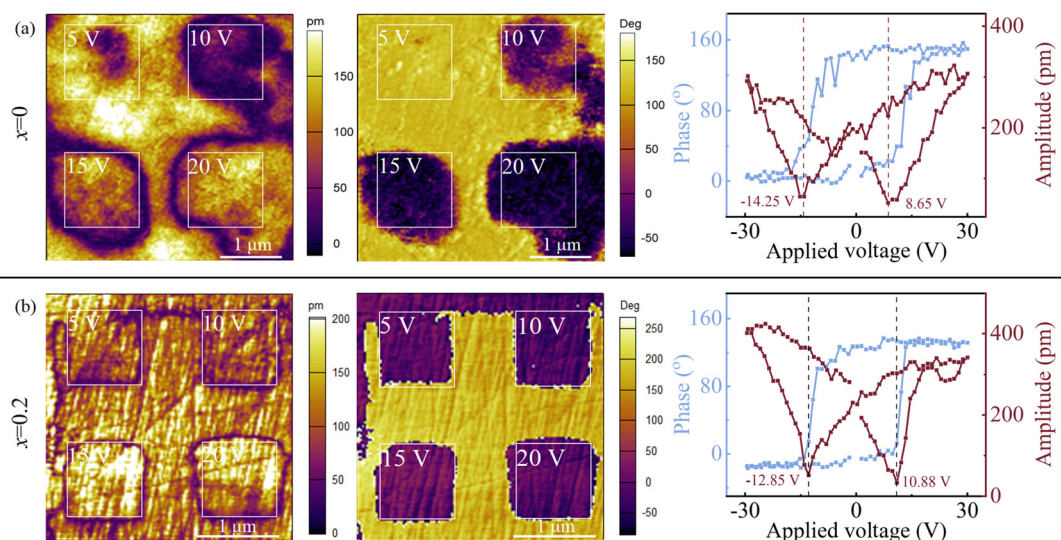 (a)
x=0
5 V
10 V
15 V
20 V
1 μm
pm
150
100
50
0
5 V
10 V
15 V
20 V
1 μm
Deg
150
100
50
0
-50
160
80
0
Phase (°)
-30
0
30
Applied voltage (V)
400
200
Amplitude (pm)
-14.25 V
8.65 V
(b)
x=0.2
5 V
10 V
15 V
20 V
1 μm
pm
200
150
100
50
0
5 V
10 V
15 V
20 V
Deg
250
200
150
100
50
0
-50
160
80
0
Phase (°)
-30
0
30
Applied voltage (V)
600
400
200
0
Amplitude (pm)
-12.85 V
10.88 V